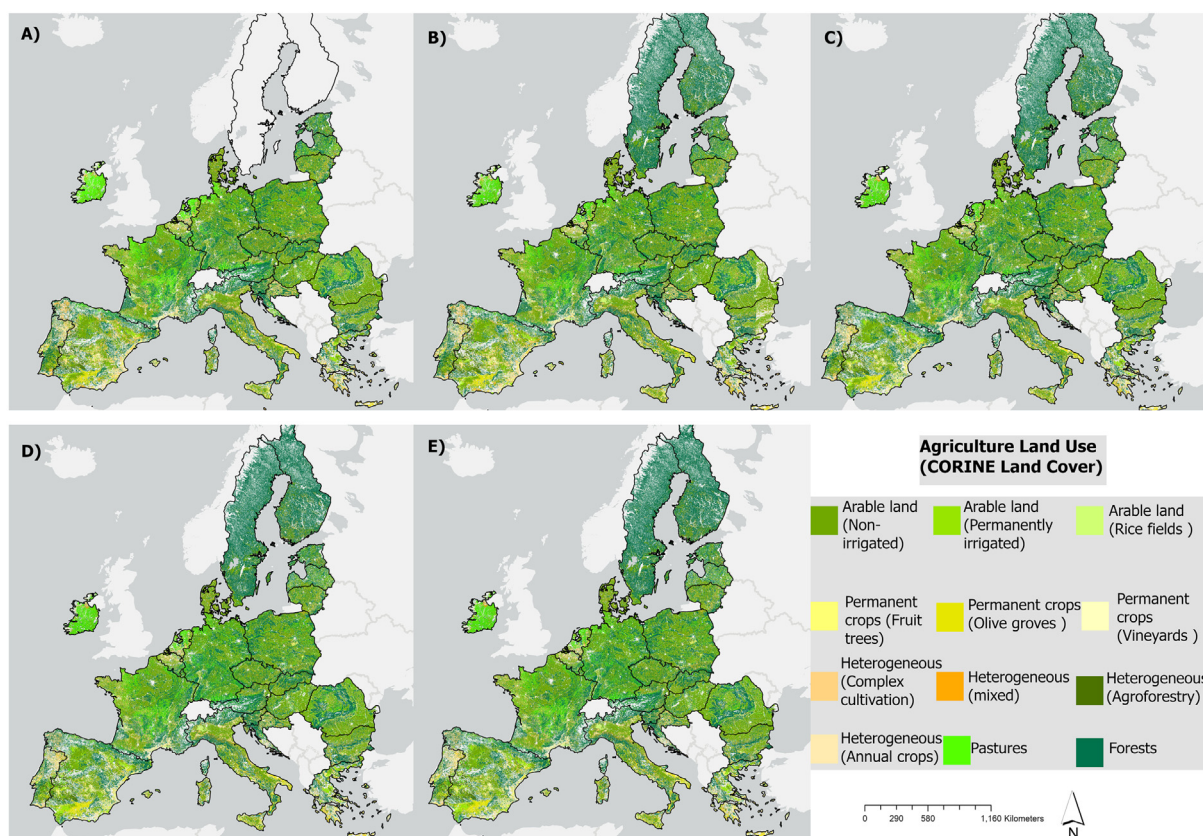 A)
B)
C)
D)
E)
Agriculture Land Use
(CORINE Land Cover)
Arable land
(Non-
irrigated)
Arable land
(Permanently
irrigated)
Arable land
(Rice fields )
Permanent
crops (Fruit
trees)
Permanent crops
(Olive groves )
Permanent
crops
(Vineyards )
Heterogeneous
(Complex
cultivation)
Heterogeneous
(mixed)
Heterogeneous
(Agroforestry)
Heterogeneous
(Annual crops)
Pastures
Forests
0 290 580 1,160 Kilometers
N